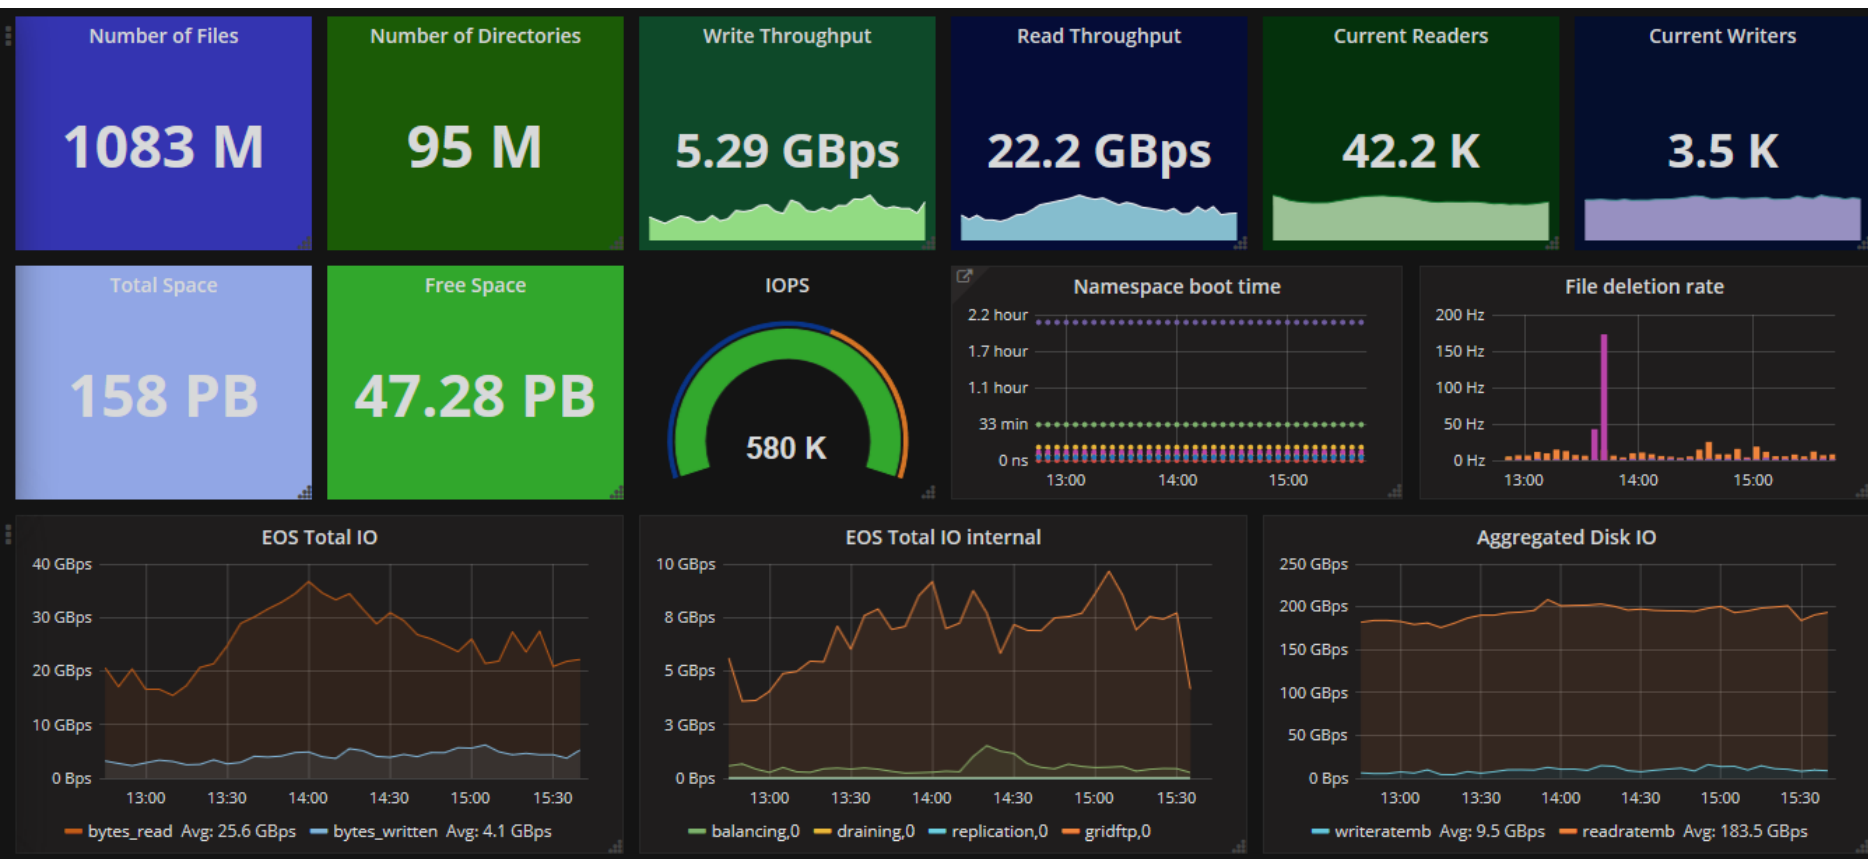 Number of Files
1083 M
Number of Directories
95 M
Write Throughput
5.29 GBps
Read Throughput
22.2 GBps
Current Readers
42.2 K
Current Writers
3.5 K
Total Space
158 PB
Free Space
47.28 PB
IOPS
580 K
Namespace boot time
2.2 hour
1.7 hour
1.1 hour
33 min
0 ns
13:00 14:00 15:00
File deletion rate
200 Hz
150 Hz
100 Hz
50 Hz
0 Hz
13:00 14:00 15:00
EOS Total IO
40 GBps
30 GBps
20 GBps
10 GBps
0 Bps
13:00 13:30 14:00 14:30 15:00 15:30
bytes_read Avg: 25.6 GBps bytes_written Avg: 4.1 GBps
EOS Total IO internal
10 GBps
8 GBps
5 GBps
3 GBps
0 Bps
13:00 13:30 14:00 14:30 15:00 15:30
balancing,0 draining,0 replication,0 gridftp,0
Aggregated Disk IO
250 GBps
200 GBps
150 GBps
100 GBps
50 GBps
0 Bps
13:00 13:30 14:00 14:30 15:00 15:30
writeratemb Avg: 9.5 GBps readratemb Avg: 183.5 GBps